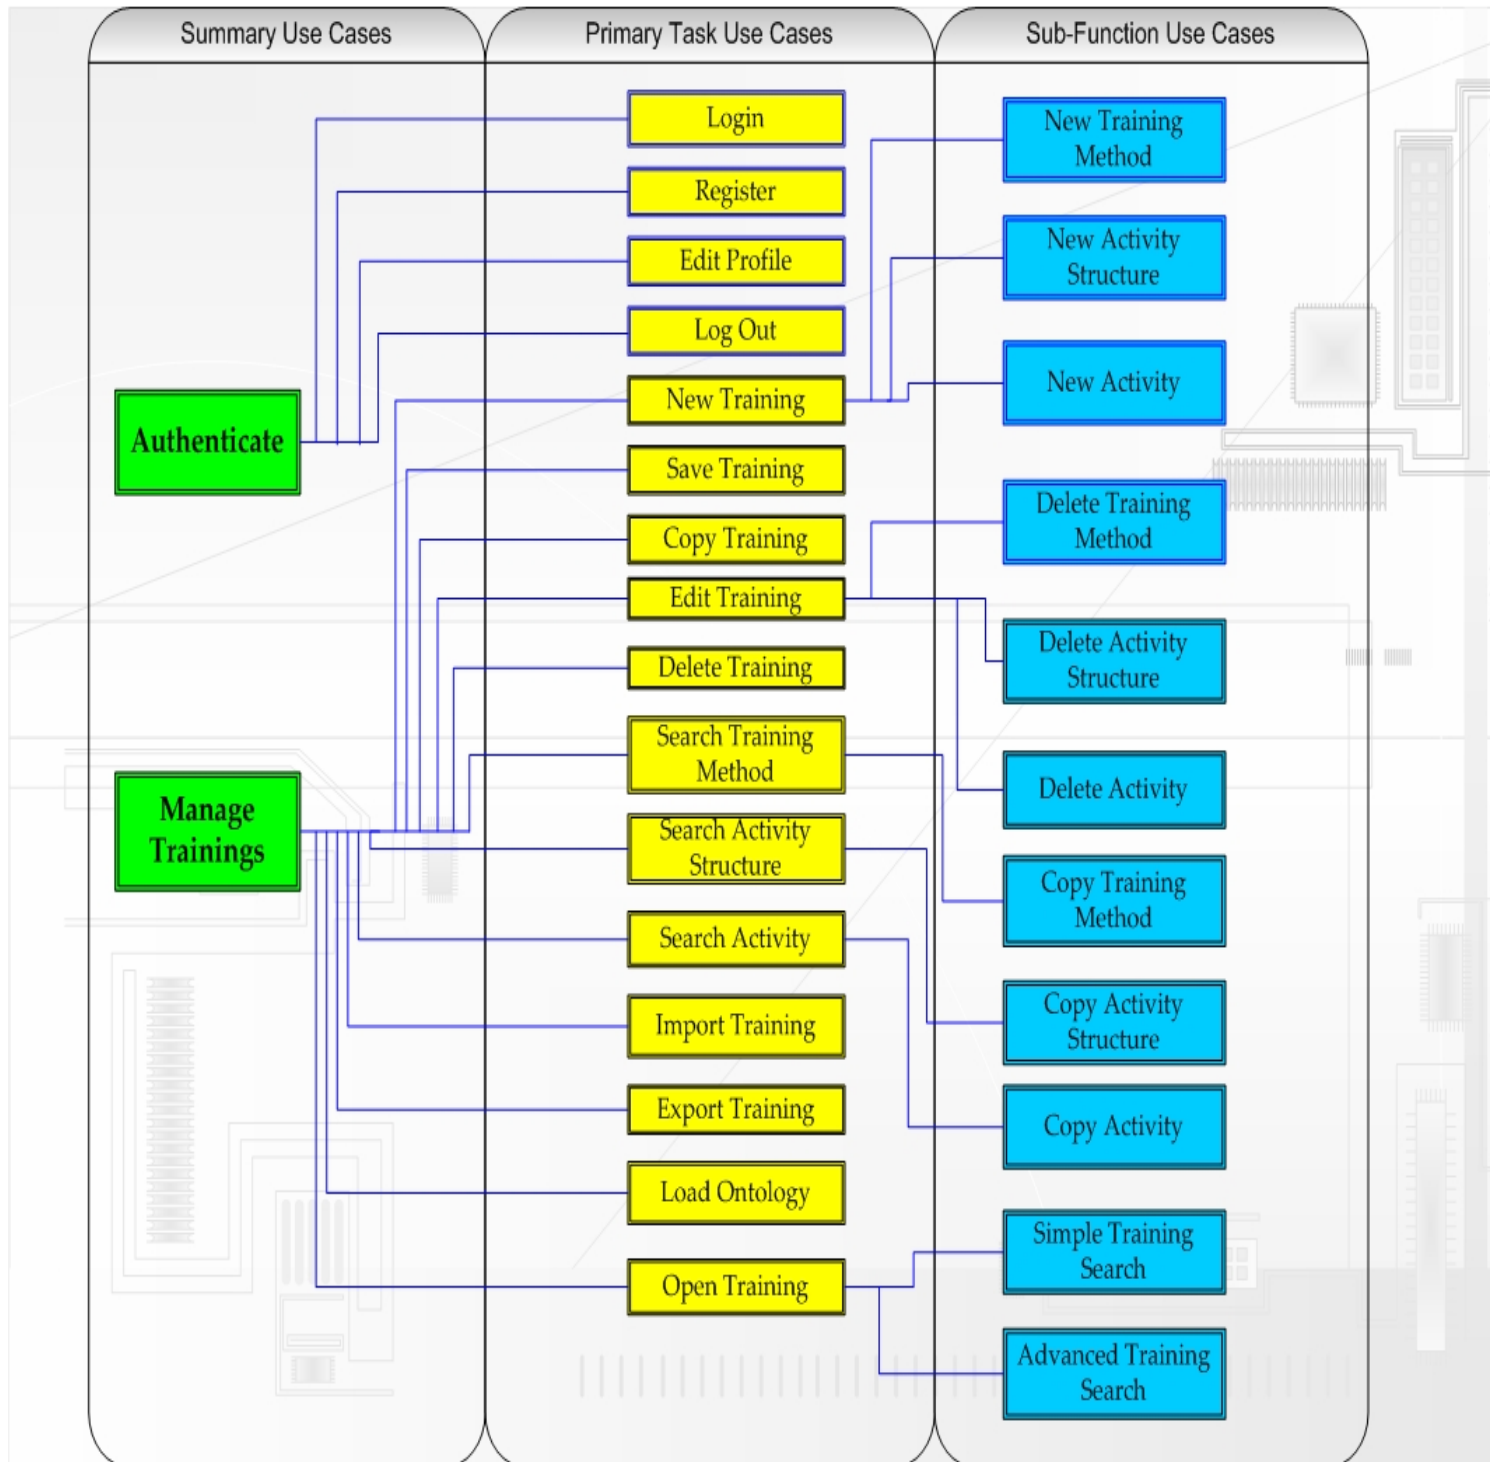 Summary Use Cases
Primary Task Use Cases
Sub-Function Use Cases
Authenticate
Manage
Trainings
Login
Register
Edit Profile
Log Out
New Training
Save Training
Copy Training
Edit Training
Delete Training
Search Training
Method
Search Activity
Structure
Search Activity
Import Training
Export Training
Load Ontology
Open Training
New Training
Method
New Activity
Structure
New Activity
Delete Training
Method
Delete Activity
Structure
Delete Activity
Copy Training
Method
Copy Activity
Structure
Copy Activity
Simple Training
Search
Advanced Training
Search